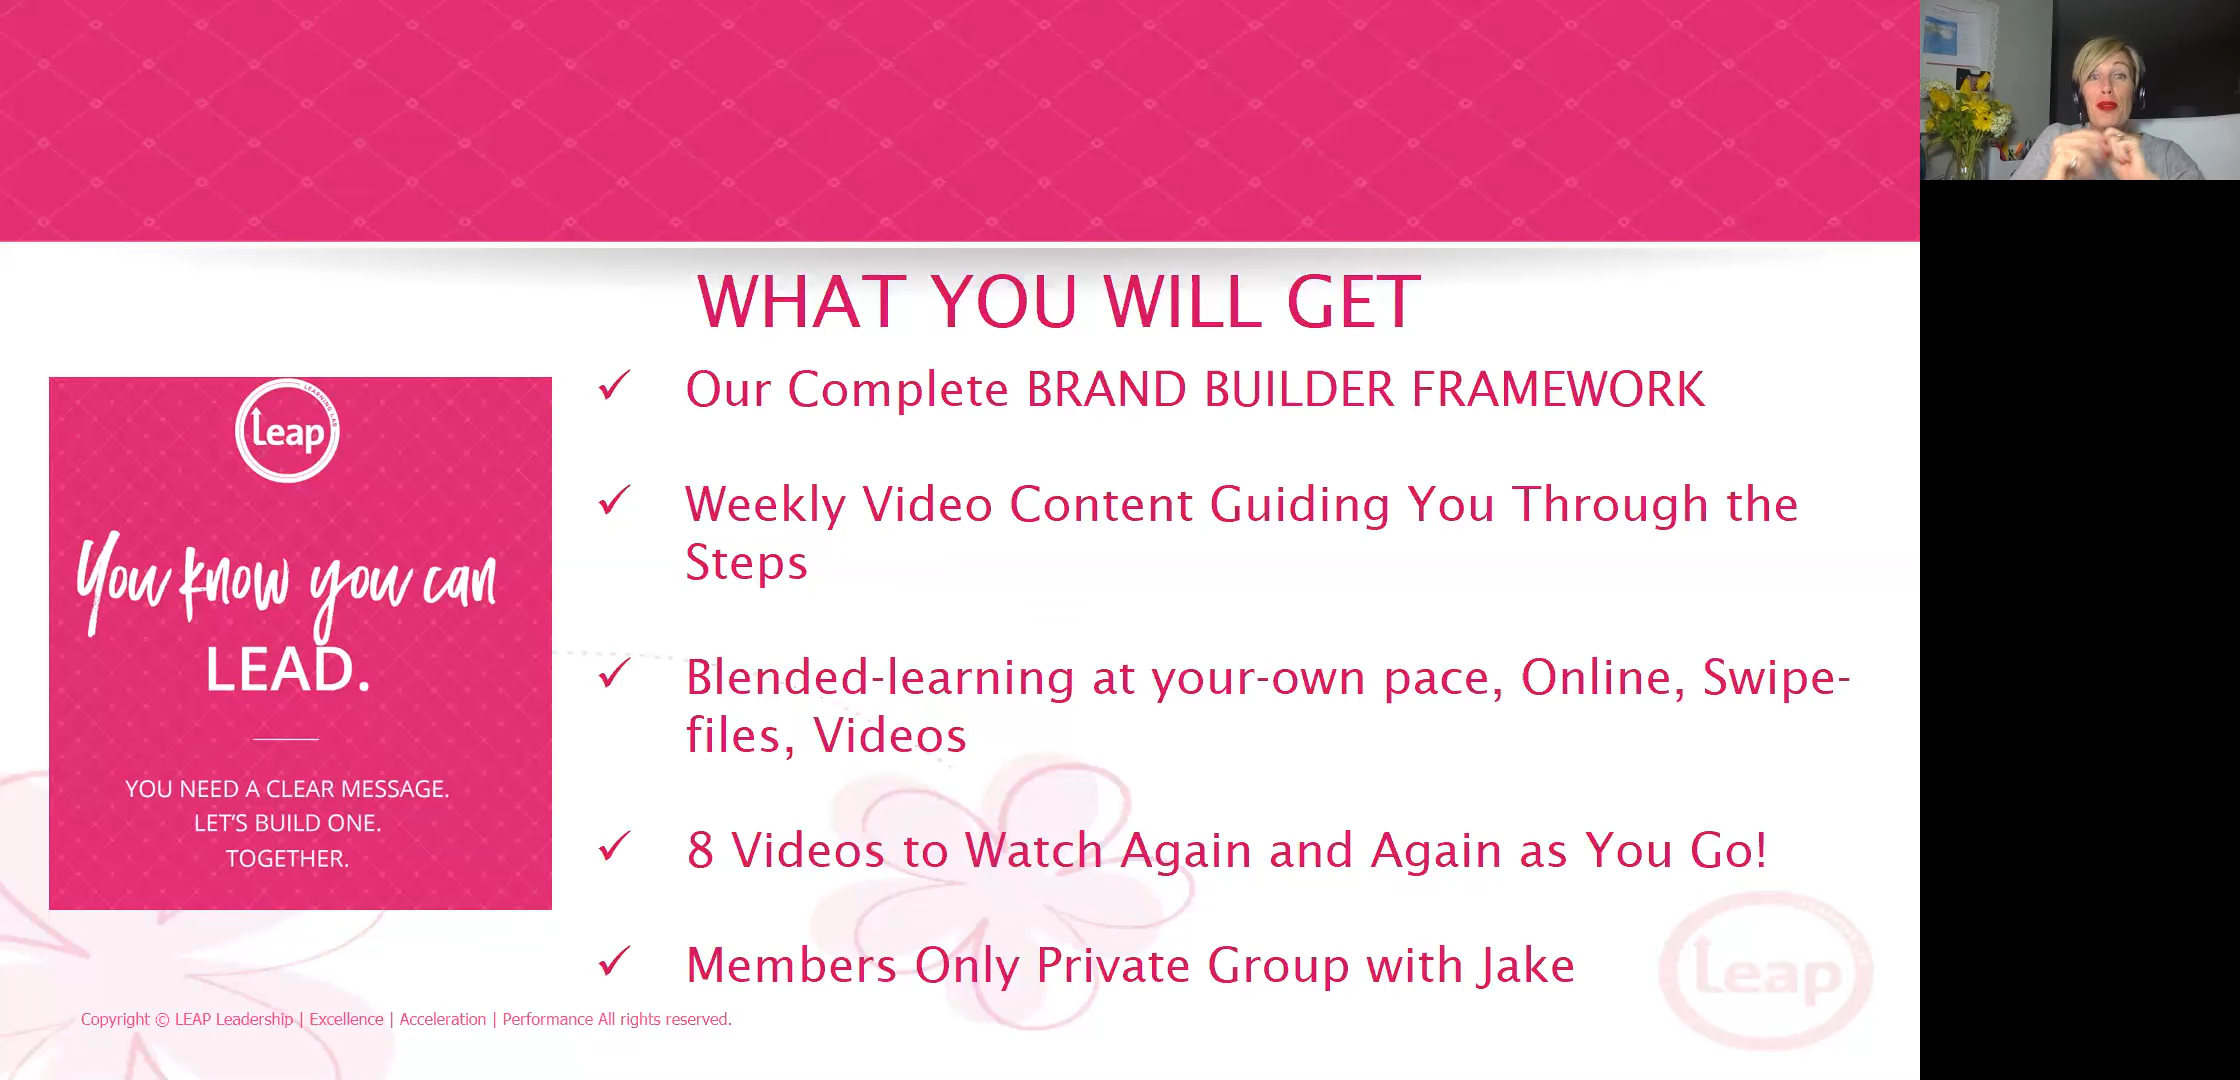 WHAT YOU WILL GET
LEARNING LAB
Leap
You know you can
LEAD.
YOU NEED A CLEAR MESSAGE.
LET'S BUILD ONE.
TOGETHER.
✓ Our Complete BRAND BUILDER FRAMEWORK
✓ Weekly Video Content Guiding You Through the
Steps
✓ Blended-learning at your-own pace, Online, Swipe-
files, Videos
✓ 8 Videos to Watch Again and Again as You Go!
✓ Members Only Private Group with Jake
Leap
Copyright © LEAP Leadership | Excellence | Acceleration | Performance All rights reserved.